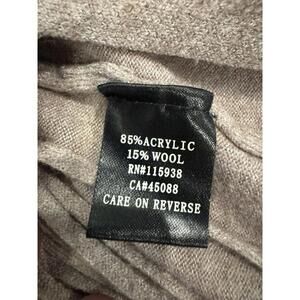 85%ACRYLIC
15% WOOL
RN#115938
CA#45088
CARE ON REVERSE